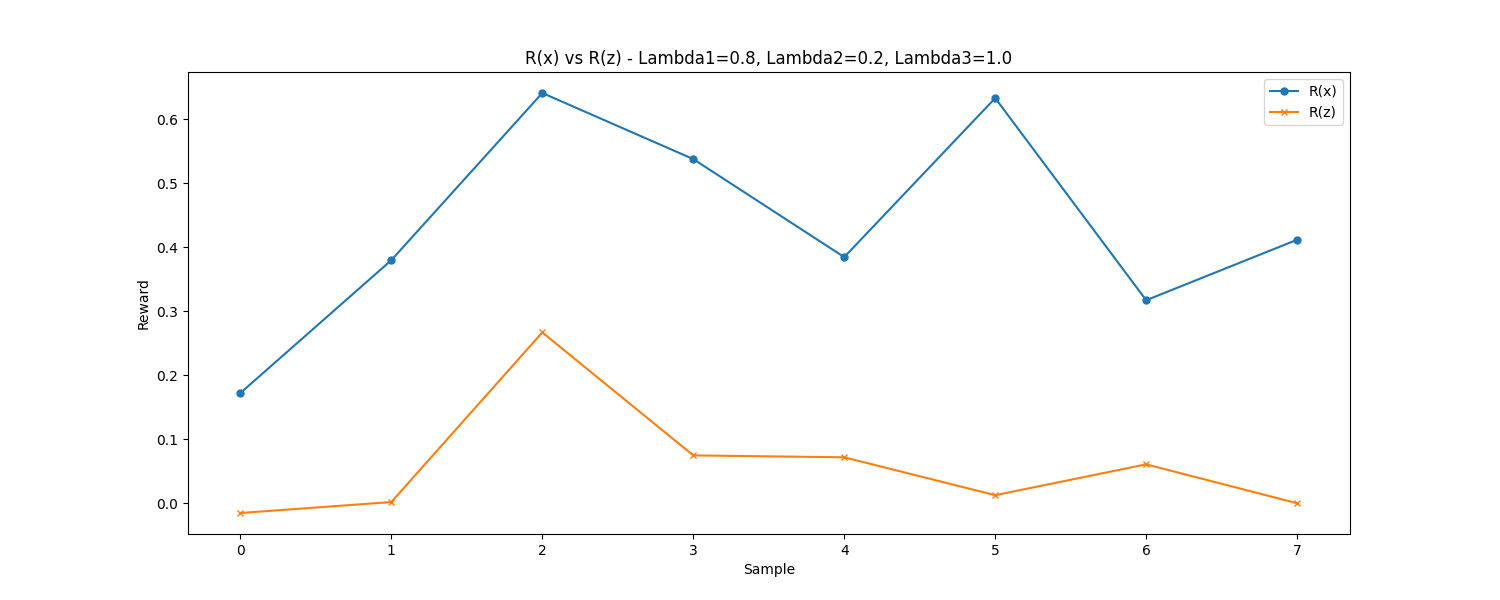 R(x) vs R(z) - Lambda1=0.8, Lambda2=0.2, Lambda3=1.0
R(x)
R(z)
0.6
0.5
0.4
0.3
0.2
0.1
0.0
Reward
0 1 2 3 4 5 6 7
Sample